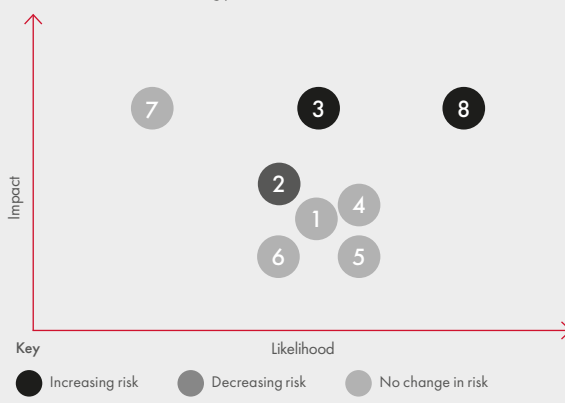 7
3
8
2
4
1
6
5
Impact
Likelihood
Key
Increasing risk
Decreasing risk
No change in risk